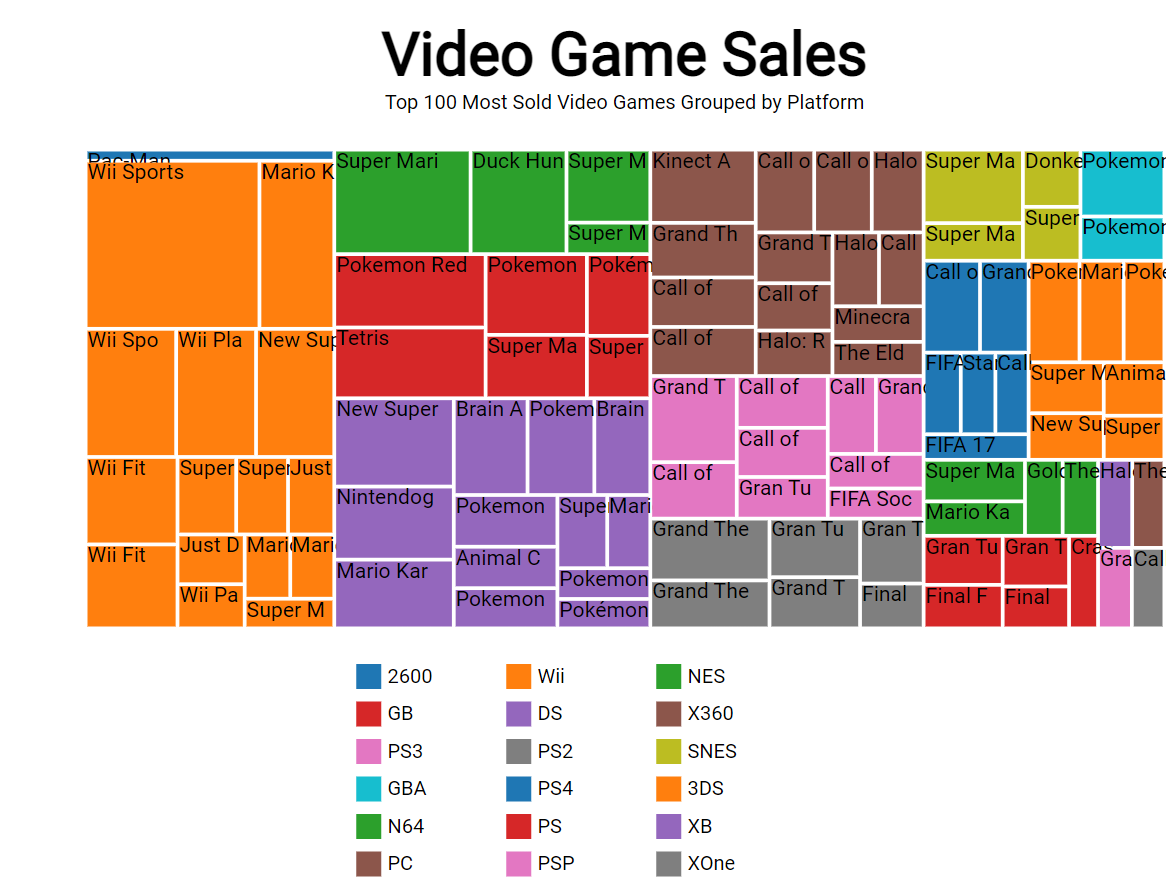 Video Game Sales
Top 100 Most Sold Video Games Grouped by Platform
Pac-Man
Wii Sports
Mario K
Wii Spo
Wii Pla
New Sup
Wii Fit
Super
Super
Just
Wii Fit
Just D
Mario
Mari
Wii Pa
Super M
Super Mari
Duck Hun
Super M
Super M
Pokemon Red
Pokemon
Pokém
Tetris
Super Ma
Super
New Super
Brain A
Pokem
Brain
Nintendog
Pokemon
Super
Mari
Mario Kar
Animal C
Pokemon
Pokemon
Pokémon
Kinect A
Call o
Call o
Halo
Grand Th
Grand T
Halo
Call
Call of
Call of
Minecra
Call of
Halo: R
The Eld
Grand T
Call of
Call
Grand
Call of
Call of
Call of
Gran Tu
FIFA Soc
Grand The
Gran Tu
Gran T
Grand The
Grand T
Final
Super Ma
Donke
Pokemon
Super Ma
Super
Pokemon
Call o
Grand
Poker
Mari
Poke
FIFA
Sta
Call
Super M
Anima
FIFA 17
New Su
Super
Super Ma
Gold
The
Halo
The
Mario Ka
Gran Tu
Gran T
Cras
Gra
Cal
Final F
Final
2600
Wii
NES
GB
DS
X360
PS3
PS2
SNES
GBA
PS4
3DS
N64
PS
XB
PC
PSP
XOne